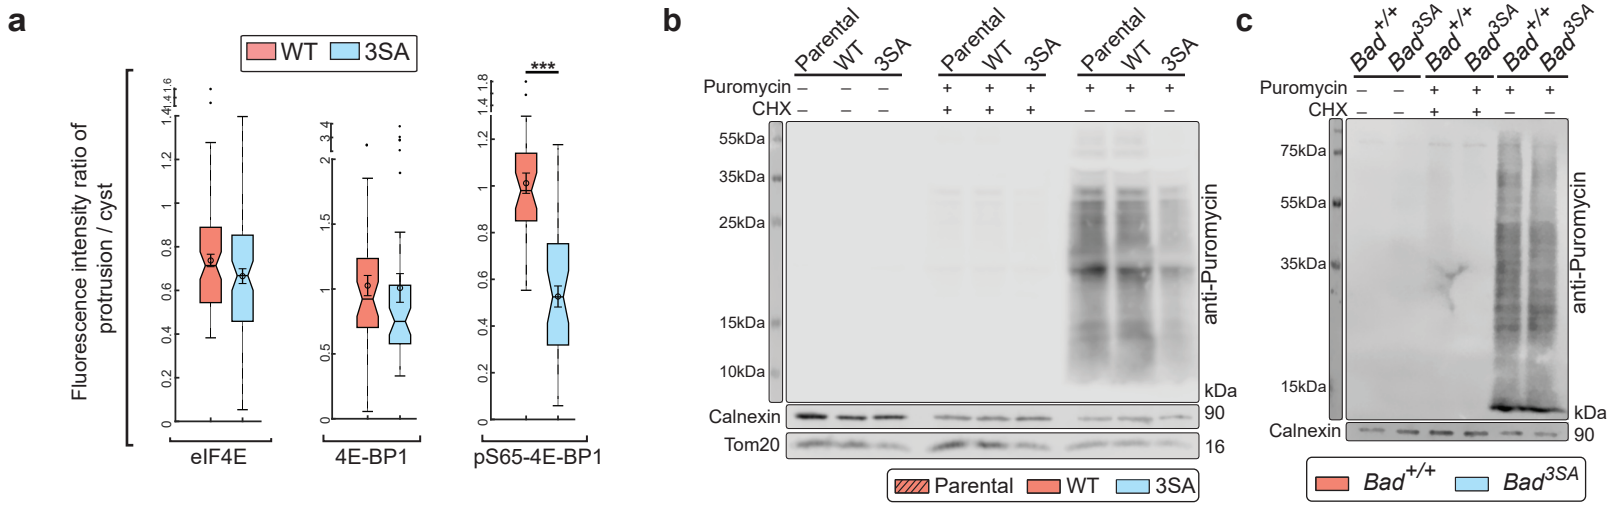 a
WT 3SA
Fluorescence intensity ratio of
protrusion / cyst
0 0.2 0.4 0.6 0.8 1 1.2 1.4 1.4 1.6
0 0.5 1 1.5 2 3 4
0 0.2 0.4 0.6 0.8 1 1.2 1.4 1.8
***
eIF4E 4E-BP1 pS65-4E-BP1
b
Parental WT 3SA Parental WT 3SA Parental WT 3SA
Puromycin – – – + + + + + +
CHX – – – + + + – – –
55kDa
35kDa
25kDa
15kDa
10kDa
anti-Puromycin
kDa
Calnexin 90
Tom20 16
Parental WT 3SA
c
Bad+/+ Bad3SA Bad+/+ Bad3SA Bad+/+ Bad3SA
Puromycin – – + + + +
CHX – – + + – –
75kDa
55kDa
35kDa
15kDa
anti-Puromycin
kDa
Calnexin 90
Bad+/+ Bad3SA